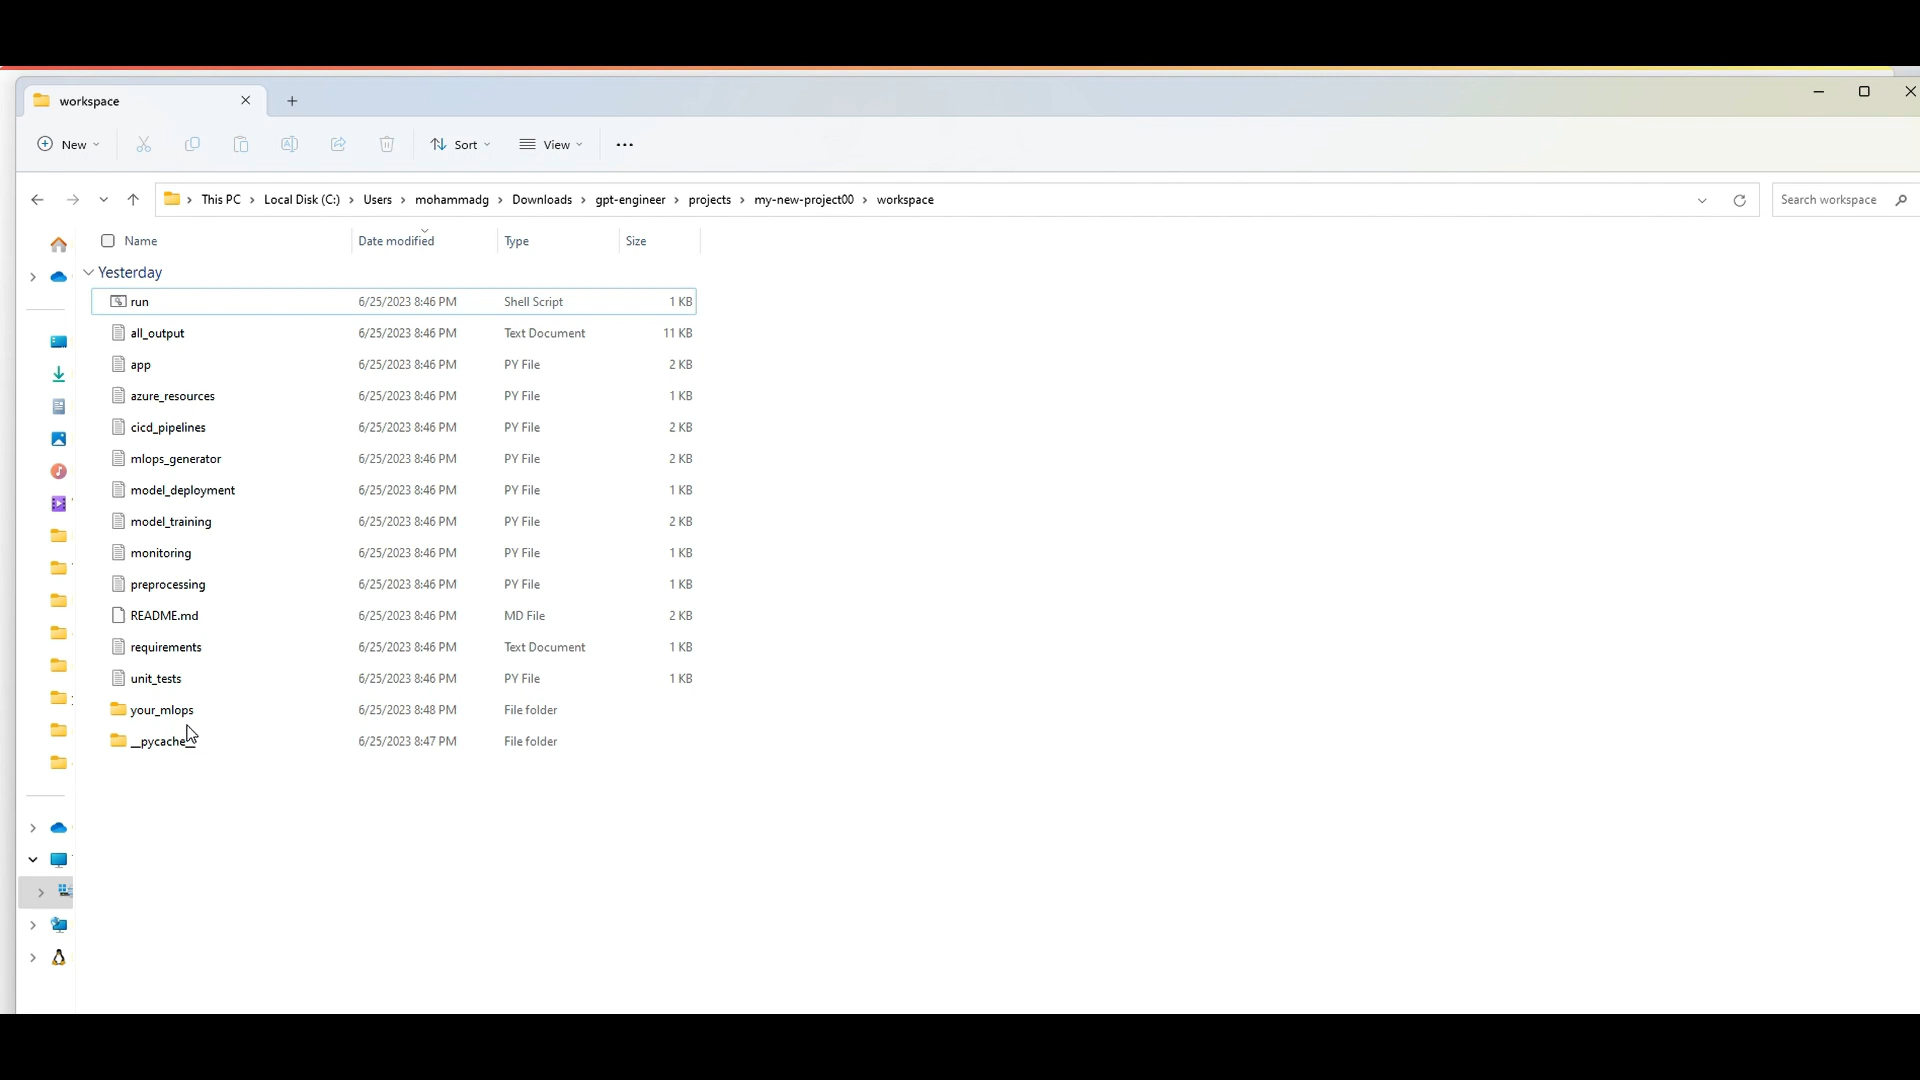 workspace
New Sort View
This PC > Local Disk (C:) > Users > mohammadg > Downloads > gpt-engineer > projects > my-new-project00 > workspace Search workspace
Name Date modified Type Size
Yesterday
run 6/25/2023 8:46 PM Shell Script 1 KB
all_output 6/25/2023 8:46 PM Text Document 11 KB
app 6/25/2023 8:46 PM PY File 2 KB
azure_resources 6/25/2023 8:46 PM PY File 1 KB
cicd_pipelines 6/25/2023 8:46 PM PY File 2 KB
mlops_generator 6/25/2023 8:46 PM PY File 2 KB
model_deployment 6/25/2023 8:46 PM PY File 1 KB
model_training 6/25/2023 8:46 PM PY File 2 KB
monitoring 6/25/2023 8:46 PM PY File 1 KB
preprocessing 6/25/2023 8:46 PM PY File 1 KB
README.md 6/25/2023 8:46 PM MD File 2 KB
requirements 6/25/2023 8:46 PM Text Document 1 KB
unit_tests 6/25/2023 8:46 PM PY File 1 KB
your_mlops 6/25/2023 8:48 PM File folder
__pycache__ 6/25/2023 8:47 PM File folder